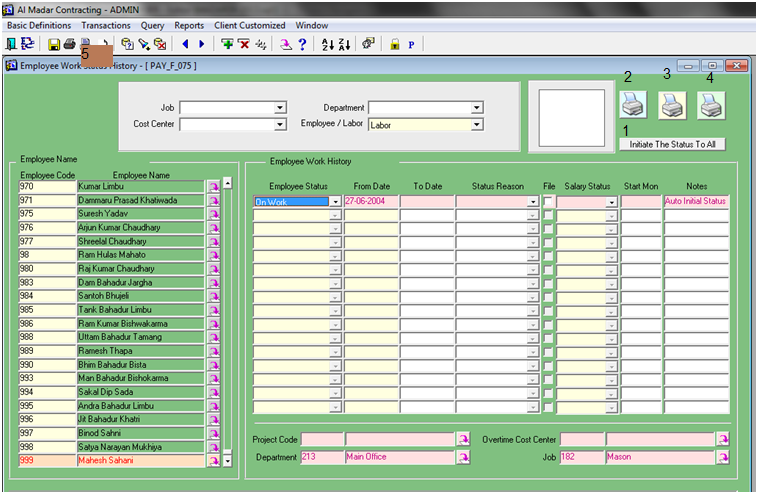 Al Madar Contracting - ADMIN
Basic Definitions Transactions Query Reports Client Customized Window
5
Employee Work Status History - [ PAY_F_075 ]
2 3 4
Job Department
Cost Center Employee / Labor Labor
1
Initiate The Status To All
Employee Name
Employee Code Employee Name
970 Kumar Limbu
971 Dammaru Prasad Khatiwada
975 Suresh Yadav
976 Arjun Kumar Chaudhary
977 Shreelal Chaudhary
98 Ram Hulas Mahato
980 Raj Kumar Chaudhary
983 Dam Bahadur Jargha
984 Santoh Bhujeli
985 Tank Bahadur Limbu
986 Ram Kumar Bishwakarma
988 Uttam Bahadur Tamang
989 Ramesh Thapa
990 Bhim Bahadur Bista
993 Man Bahadur Bishokarma
994 Sakal Dip Sada
995 Andra Bahadur Limbu
996 Jit Bahadur Khatri
997 Binod Sahni
998 Satya Narayan Mukhiya
999 Mahesh Sahani
Employee Work History
Employee Status From Date To Date Status Reason File Salary Status Start Mon Notes
On Work 27-06-2004 Auto Initial Status
Project Code Overtime Cost Center
Department 213 Main Office Job 182 Mason